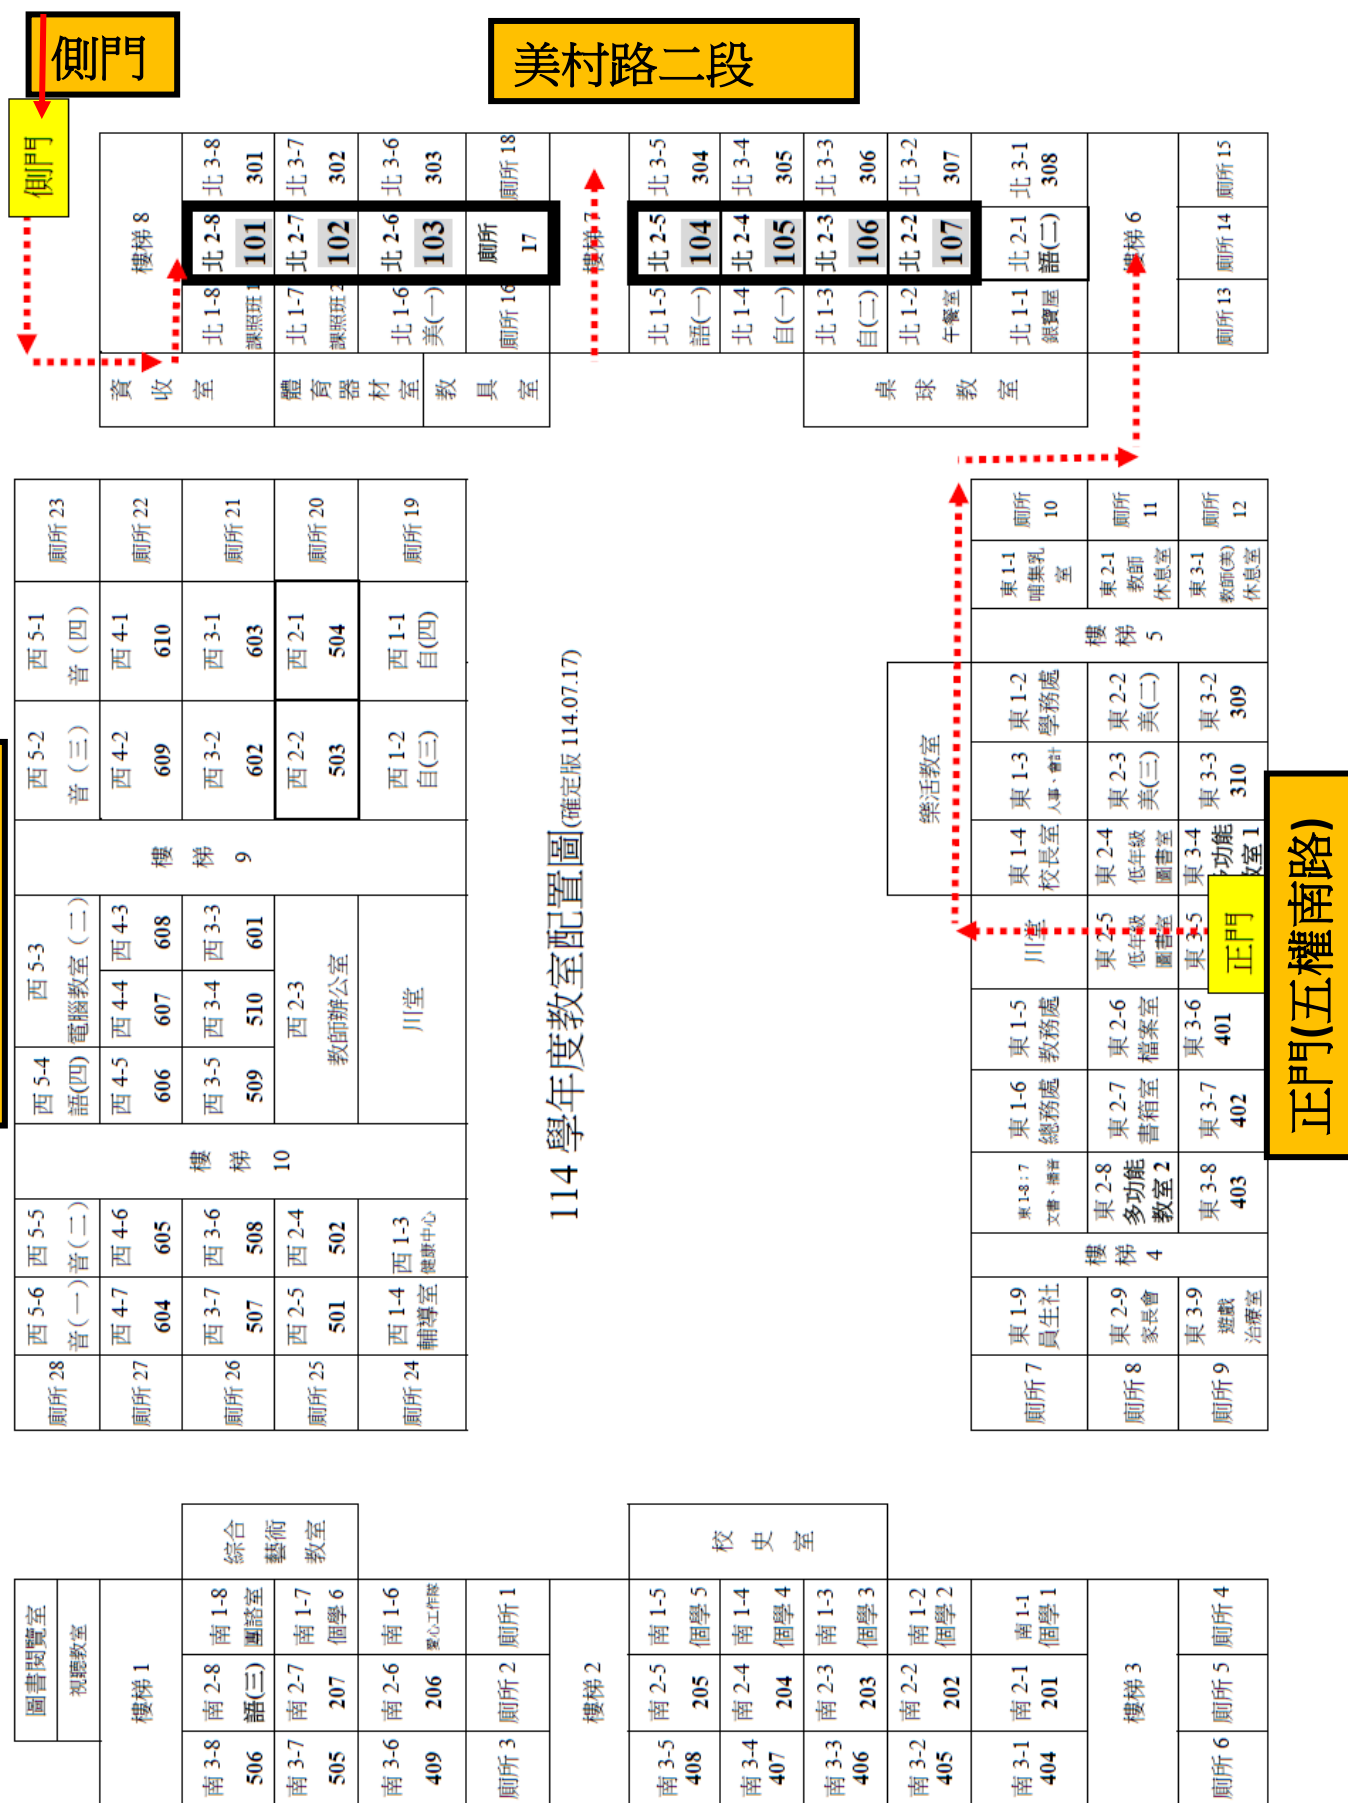 側門
美村路二段
側門
樓梯 8
北 3-8
301
北 3-7
302
北 3-6
303
廁所 18
北 2-8
101
北 2-7
102
北 2-6
103
廁所
17
北 1-8
課照班1
北 1-7
課照班2
北 1-6
美(一)
廁所 16
樓梯 7
北 3-5
304
北 3-4
305
北 3-3
306
北 3-2
307
北 3-1
308
北 2-5
104
北 2-4
105
北 2-3
106
北 2-2
107
北 2-1
語(二)
北 1-5
語(一)
北 1-4
自(一)
北 1-3
自(二)
北 1-2
午餐室
北 1-1
銀寶屋
樓梯 6
廁所 15
廁所 14
廁所 13
資收室
體育器材室
教具室
桌球教室
廁所 23
廁所 22
廁所 21
廁所 20
廁所 19
西 5-1
音（四）
西 4-1
610
西 3-1
603
西 2-1
504
西 1-1
自(四)
西 5-2
音（三）
西 4-2
609
西 3-2
602
西 2-2
503
西 1-2
自(三)
樓梯 9
西 5-3
電腦教室（二）
西 4-3
608
西 3-3
601
西 4-4
607
西 3-4
510
西 2-3
教師辦公室
川堂
西 5-4
語(四)
西 4-5
606
西 3-5
509
樓梯 10
西 5-5
音(二)
西 4-6
605
西 3-6
508
西 2-4
502
西 1-3
健康中心
西 5-6
音(一)
西 4-7
604
西 3-7
507
西 2-5
501
西 1-4
輔導室
廁所 28
廁所 27
廁所 26
廁所 25
廁所 24
114 學年度教室配置圖(確定版 114.07.17)
廁所
10
廁所
11
廁所
12
東 1-1
哺集乳
室
東 2-1
教師
休息室
東 3-1
教師(美)
休息室
樓梯 5
樂活教室
東 1-2
學務處
東 2-2
美(二)
東 3-2
309
東 1-3
人事、會計
東 2-3
美(三)
東 3-3
310
東 1-4
校長室
東 2-4
低年級
圖書室
東 3-4
功能
室 1
川堂
東 2-5
低年級
圖書室
東 3-5
正門
正門(五權南路)
東 1-5
教務處
東 2-6
檔案室
東 3-6
401
東 1-6
總務處
東 2-7
書箱室
東 3-7
402
東 1-8：7
文書、播音
東 2-8
多功能
教室 2
東 3-8
403
樓梯 4
東 1-9
員生社
東 2-9
家長會
東 3-9
遊戲
治療室
廁所 7
廁所 8
廁所 9
綜合
藝術
教室
校史室
圖書閱覽室
視聽教室
樓梯 1
南 1-8
團諮室
南 1-7
個學 6
南 1-6
愛心工作隊
廁所 1
南 2-8
語(三)
南 2-7
207
南 2-6
206
廁所 2
南 3-8
506
南 3-7
505
南 3-6
409
廁所 3
樓梯 2
南 1-5
個學 5
南 1-4
個學 4
南 1-3
個學 3
南 1-2
個學 2
南 1-1
個學 1
南 2-5
205
南 2-4
204
南 2-3
203
南 2-2
202
南 2-1
201
南 3-5
408
南 3-4
407
南 3-3
406
南 3-2
405
南 3-1
404
樓梯 3
廁所 4
廁所 5
廁所 6